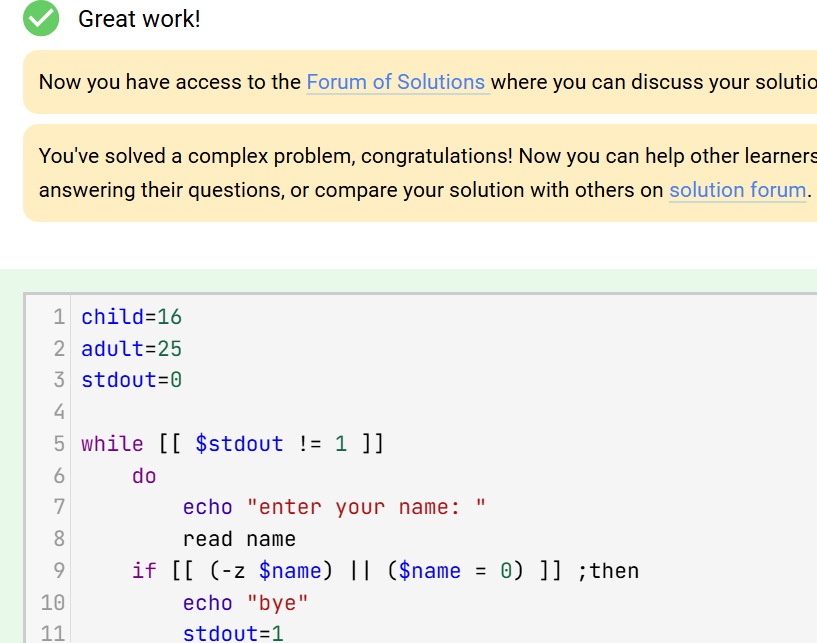 Great work!
Now you have access to the Forum of Solutions where you can discuss your solutio
You've solved a complex problem, congratulations! Now you can help other learners
answering their questions, or compare your solution with others on solution forum.
1 child=16
2 adult=25
3 stdout=0
4
5 while [[ $stdout != 1 ]]
6     do
7         echo "enter your name: "
8         read name
9     if [[ (-z $name) || ($name = 0) ]] ;then
10         echo "bye"
11         stdout=1